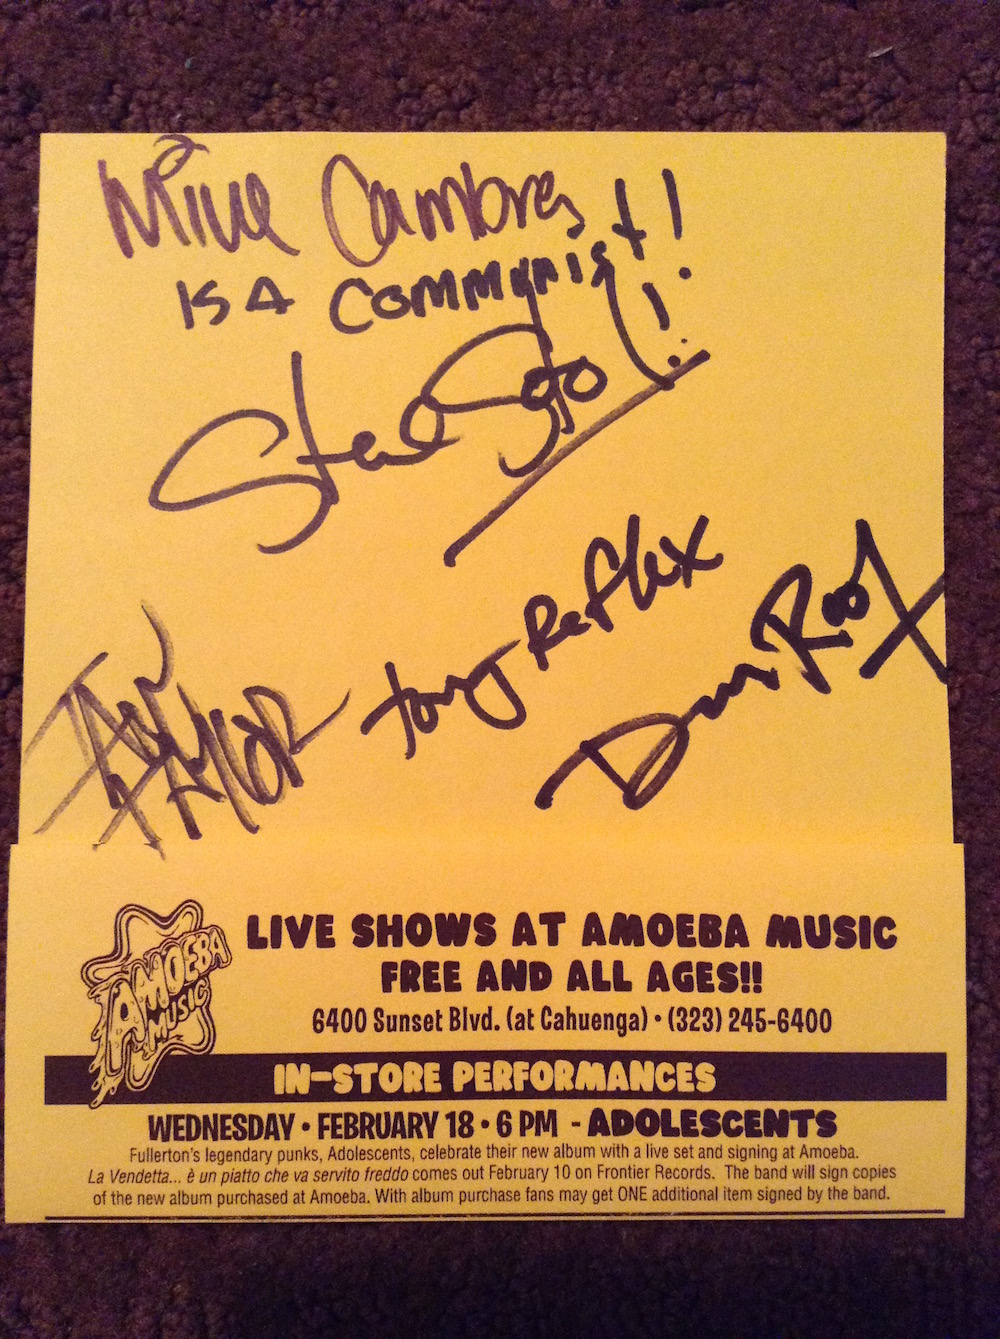 Mike Cambra
IS A COMMUNIST!
Steve Soto!!
IAN TAYLOR
tony Reflex
Dan Root
AMOEBA MUSIC
LIVE SHOWS AT AMOEBA MUSIC
FREE AND ALL AGES!!
6400 Sunset Blvd. (at Cahuenga) • (323) 245-6400
IN-STORE PERFORMANCES
WEDNESDAY • FEBRUARY 18 • 6 PM - ADOLESCENTS
Fullerton's legendary punks, Adolescents, celebrate their new album with a live set and signing at Amoeba.
La Vendetta... è un piatto che va servito freddo comes out February 10 on Frontier Records. The band will sign copies
of the new album purchased at Amoeba. With album purchase fans may get ONE additional item signed by the band.